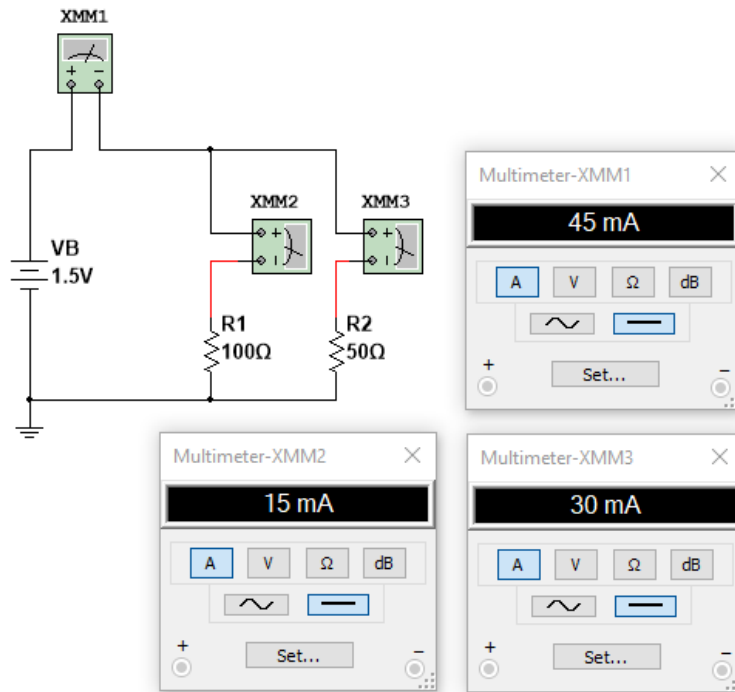 XMM1
+ −
XMM2
XMM3
+
I
+
I
VB
1.5V
R1
100Ω
R2
50Ω
Multimeter-XMM1
45 mA
A V Ω dB
+ −
Set...
Multimeter-XMM2
15 mA
A V Ω dB
+ −
Set...
Multimeter-XMM3
30 mA
A V Ω dB
+ −
Set...